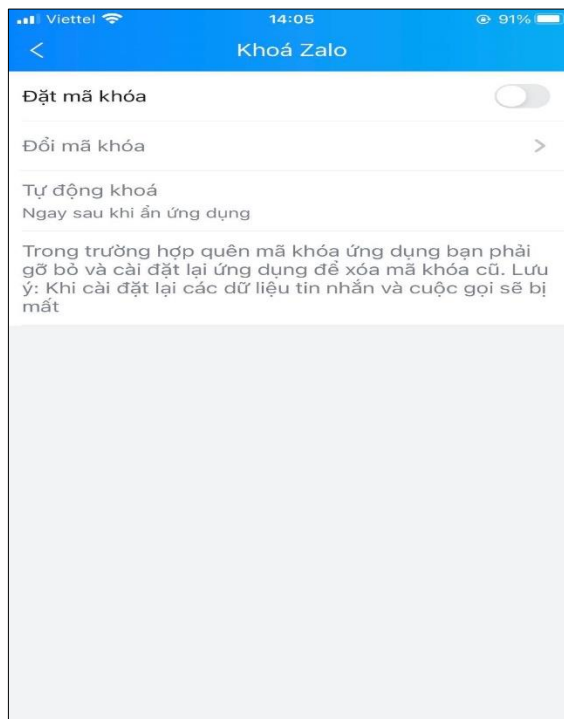 Viettel 14:05 91%
Khoá Zalo
Đặt mã khóa
Đổi mã khóa
Tự động khoá
Ngay sau khi ẩn ứng dụng
Trong trường hợp quên mã khóa ứng dụng bạn phải
gỡ bỏ và cài đặt lại ứng dụng để xóa mã khóa cũ. Lưu
ý: Khi cài đặt lại các dữ liệu tin nhắn và cuộc gọi sẽ bị
mất